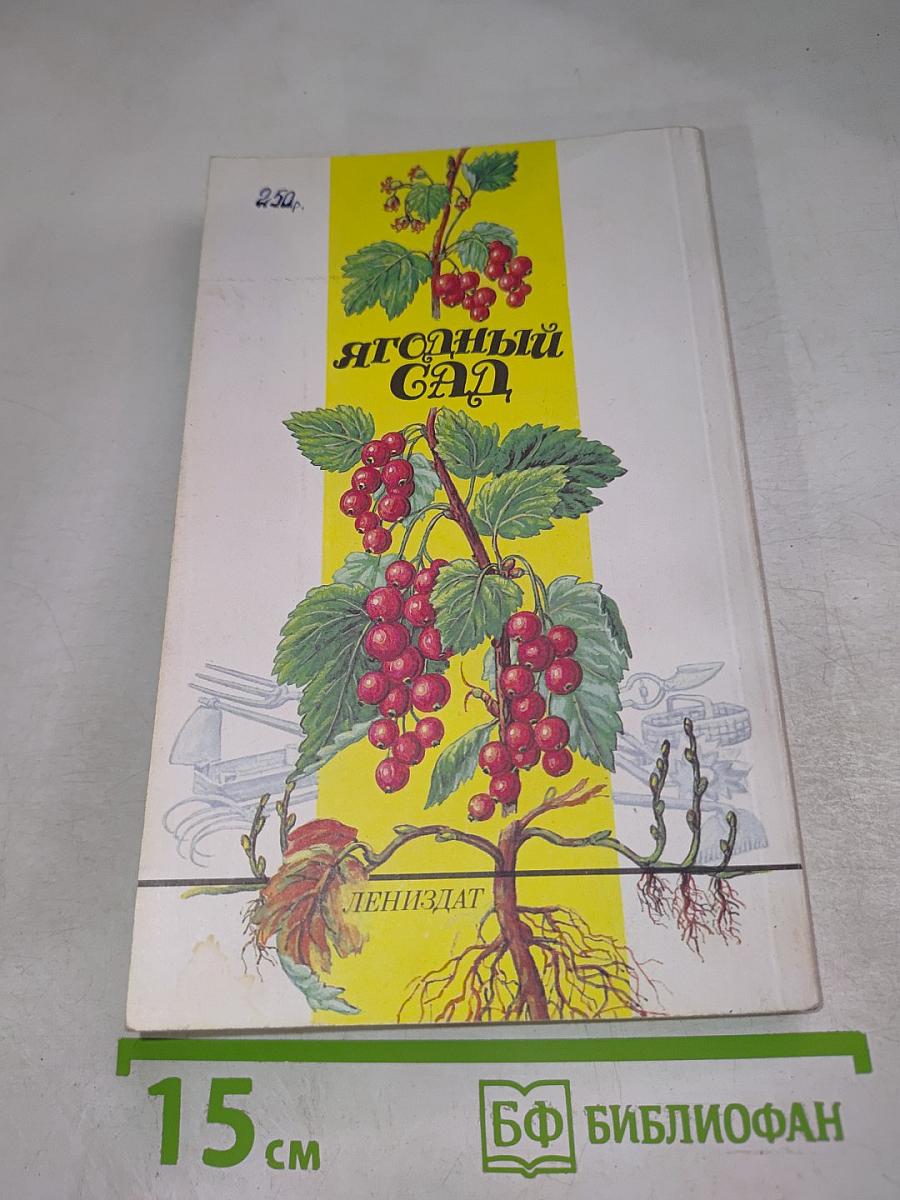 250р.
ЯГОДНЫЙ
САД
ЛЕНИЗДАТ
15 см
БФ БИБЛИОФАН